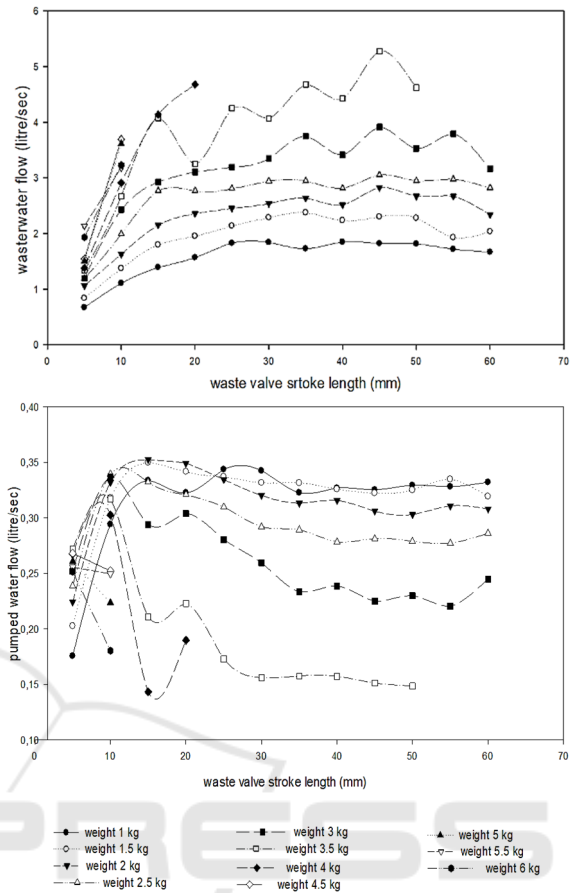 wasterwater flow (litre/sec)
6
5
4
3
2
1
0
0 10 20 30 40 50 60 70
waste valve srtoke length (mm)
pumped water flow (litre/sec)
0,40
0,35
0,30
0,25
0,20
0,15
0,10
0 10 20 30 40 50 60 70
waste valve stroke length (mm)
weight 1 kg weight 3 kg weight 5 kg
weight 1.5 kg weight 3.5 kg weight 5.5 kg
weight 2 kg weight 4 kg weight 6 kg
weight 2.5 kg weight 4.5 kg
PRESS